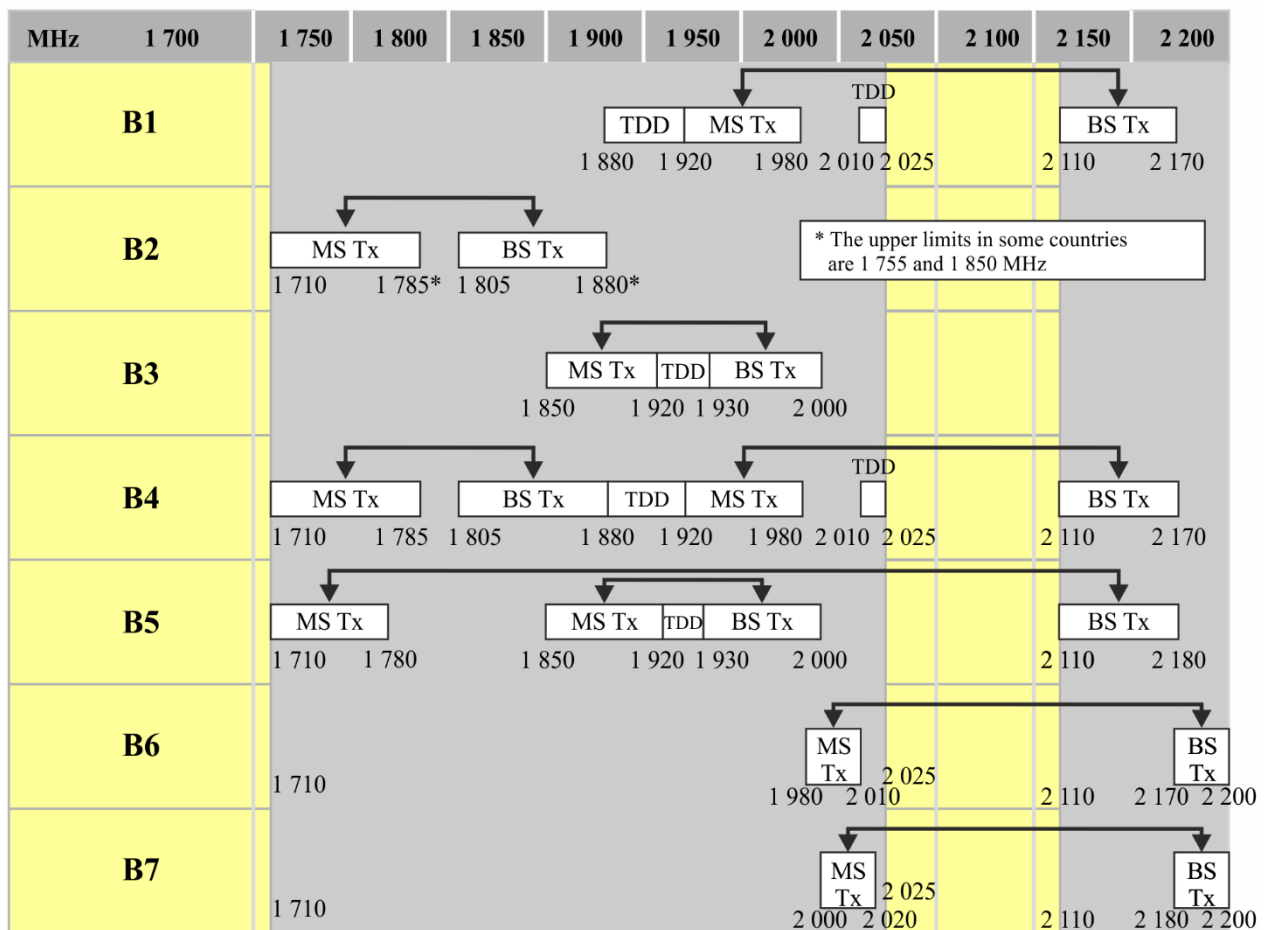 MHz 1 700 1 750 1 800 1 850 1 900 1 950 2 000 2 050 2 100 2 150 2 200
TDD
B1 TDD MS Tx BS Tx
1 880 1 920 1 980 2 010 2 025 2 110 2 170
B2 MS Tx BS Tx
* The upper limits in some countries
are 1 755 and 1 850 MHz
1 710 1 785* 1 805 1 880*
B3 MS Tx TDD BS Tx
1 850 1 920 1 930 2 000
TDD
B4 MS Tx BS Tx TDD MS Tx BS Tx
1 710 1 785 1 805 1 880 1 920 1 980 2 010 2 025 2 110 2 170
B5 MS Tx MS Tx TDD BS Tx BS Tx
1 710 1 780 1 850 1 920 1 930 2 000 2 110 2 180
B6 MS BS
Tx Tx
1 710 2 025
1 980 2 010 2 110 2 170 2 200
B7 MS BS
Tx Tx
1 710 2 025
2 000 2 020 2 110 2 180 2 200